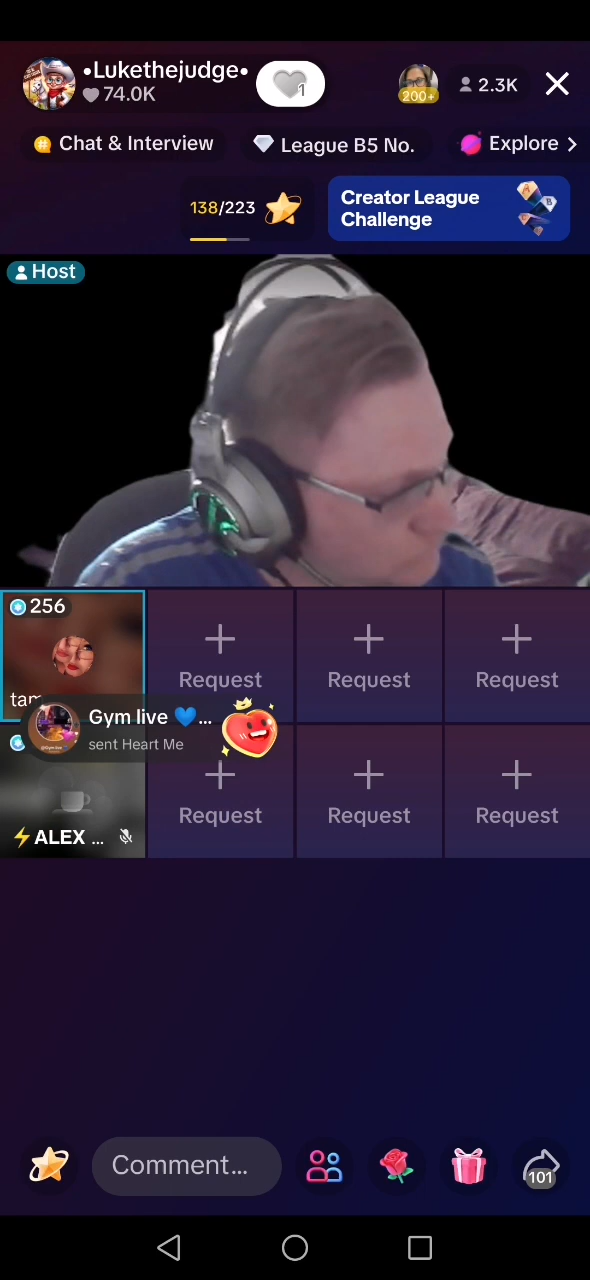 •Lukethejudge•
74.0K
1
200+
2.3K
Chat & Interview
League B5 No.
Explore
138/223
Creator League
Challenge
Host
256
Request
Request
Request
Gym live 💙...
sent Heart Me
⚡ALEX ...
Request
Request
Request
Comment...
101